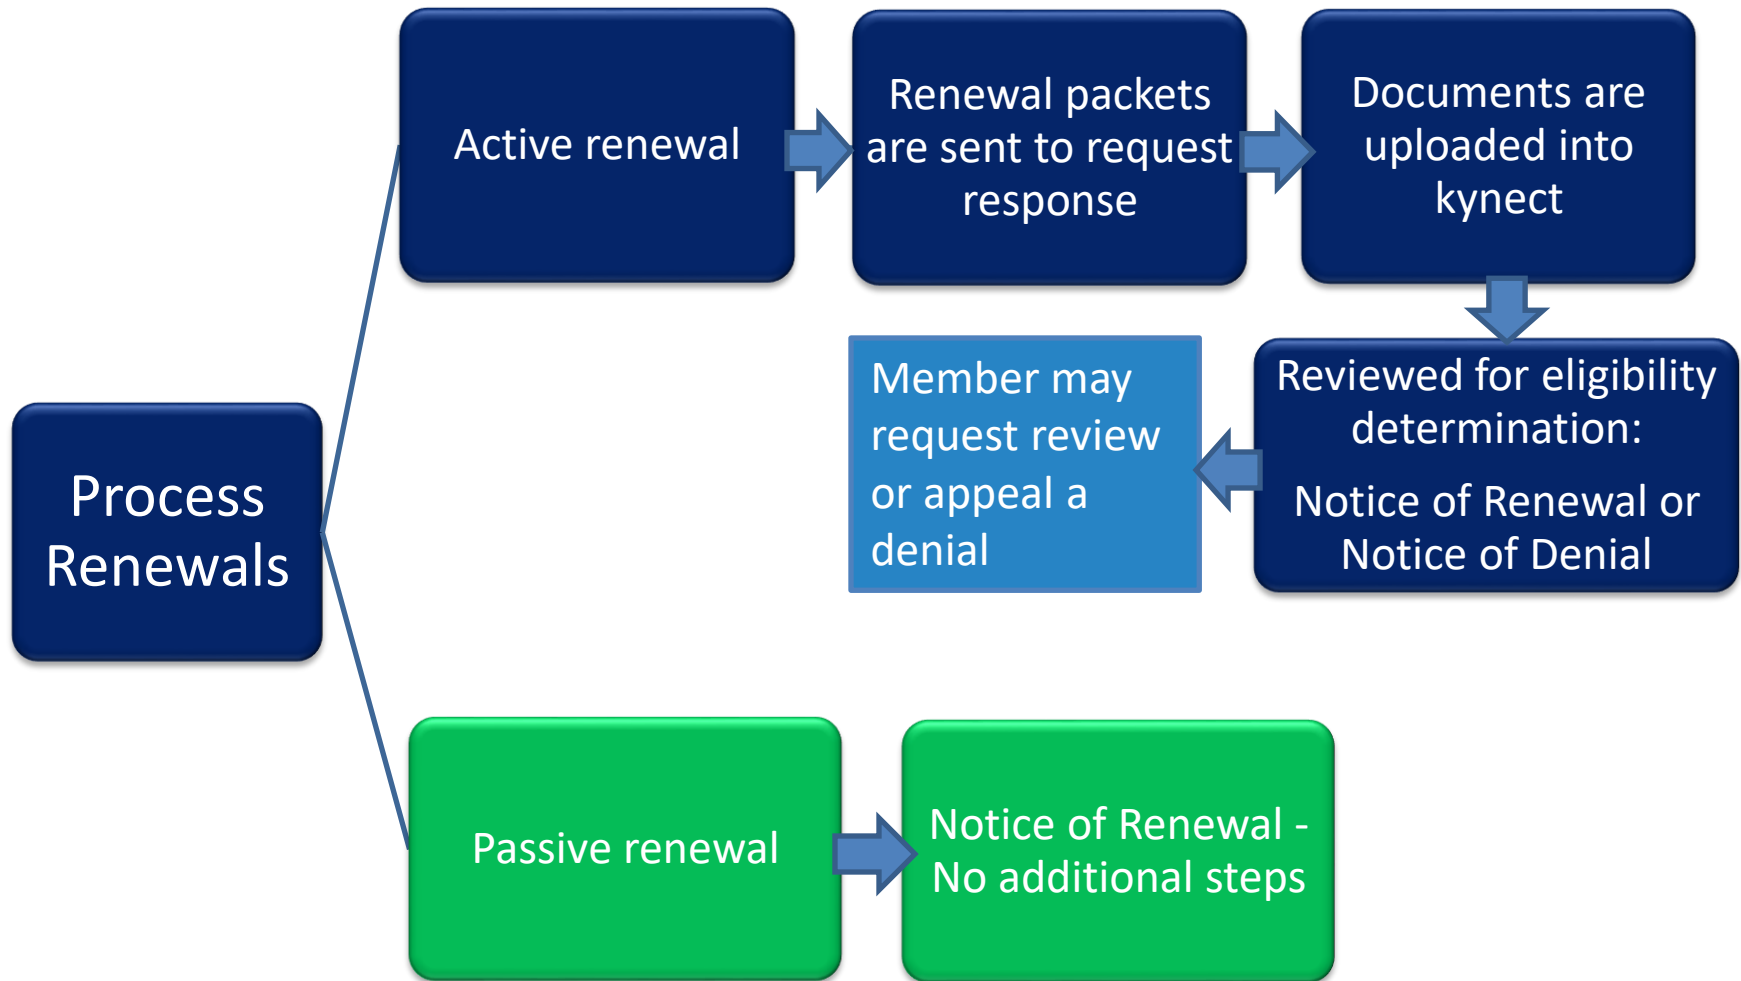 Process
Renewals
Active renewal
Renewal packets
are sent to request
response
Documents are
uploaded into
kynect
Reviewed for eligibility
determination:
Notice of Renewal or
Notice of Denial
Member may
request review
or appeal a
denial
Passive renewal
Notice of Renewal -
No additional steps